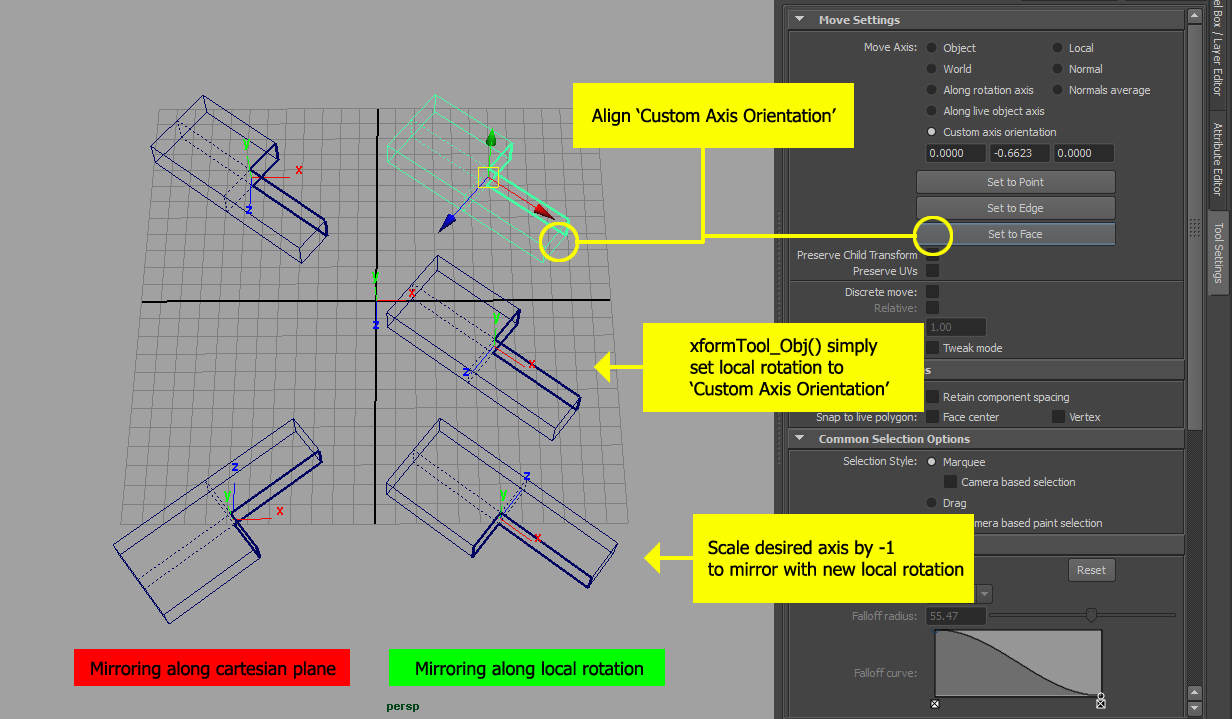 Move Settings
Move Axis: Object Local
World Normal
Along rotation axis Normals average
Along live object axis
Custom axis orientation
0.0000 -0.6623 0.0000
Set to Point
Set to Edge
Set to Face
Preserve Child Transform
Preserve UVs
Discrete move:
Relative:
1.00
Tweak mode
Retain component spacing
Snap to live polygon: Face center Vertex
Common Selection Options
Selection Style: Marquee
Camera based selection
Drag
amera based paint selection
Reset
Falloff radius: 55.47
Falloff curve:
Box / Layer Editor
Attribute Editor
Tool Settings
Align ‘Custom Axis Orientation’
xformTool_Obj() simply
set local rotation to
‘Custom Axis Orientation’
Scale desired axis by -1
to mirror with new local rotation
y
x
z
y
x
z
y
x
z
z
y
x
z
y
x
Mirroring along cartesian plane
Mirroring along local rotation
persp